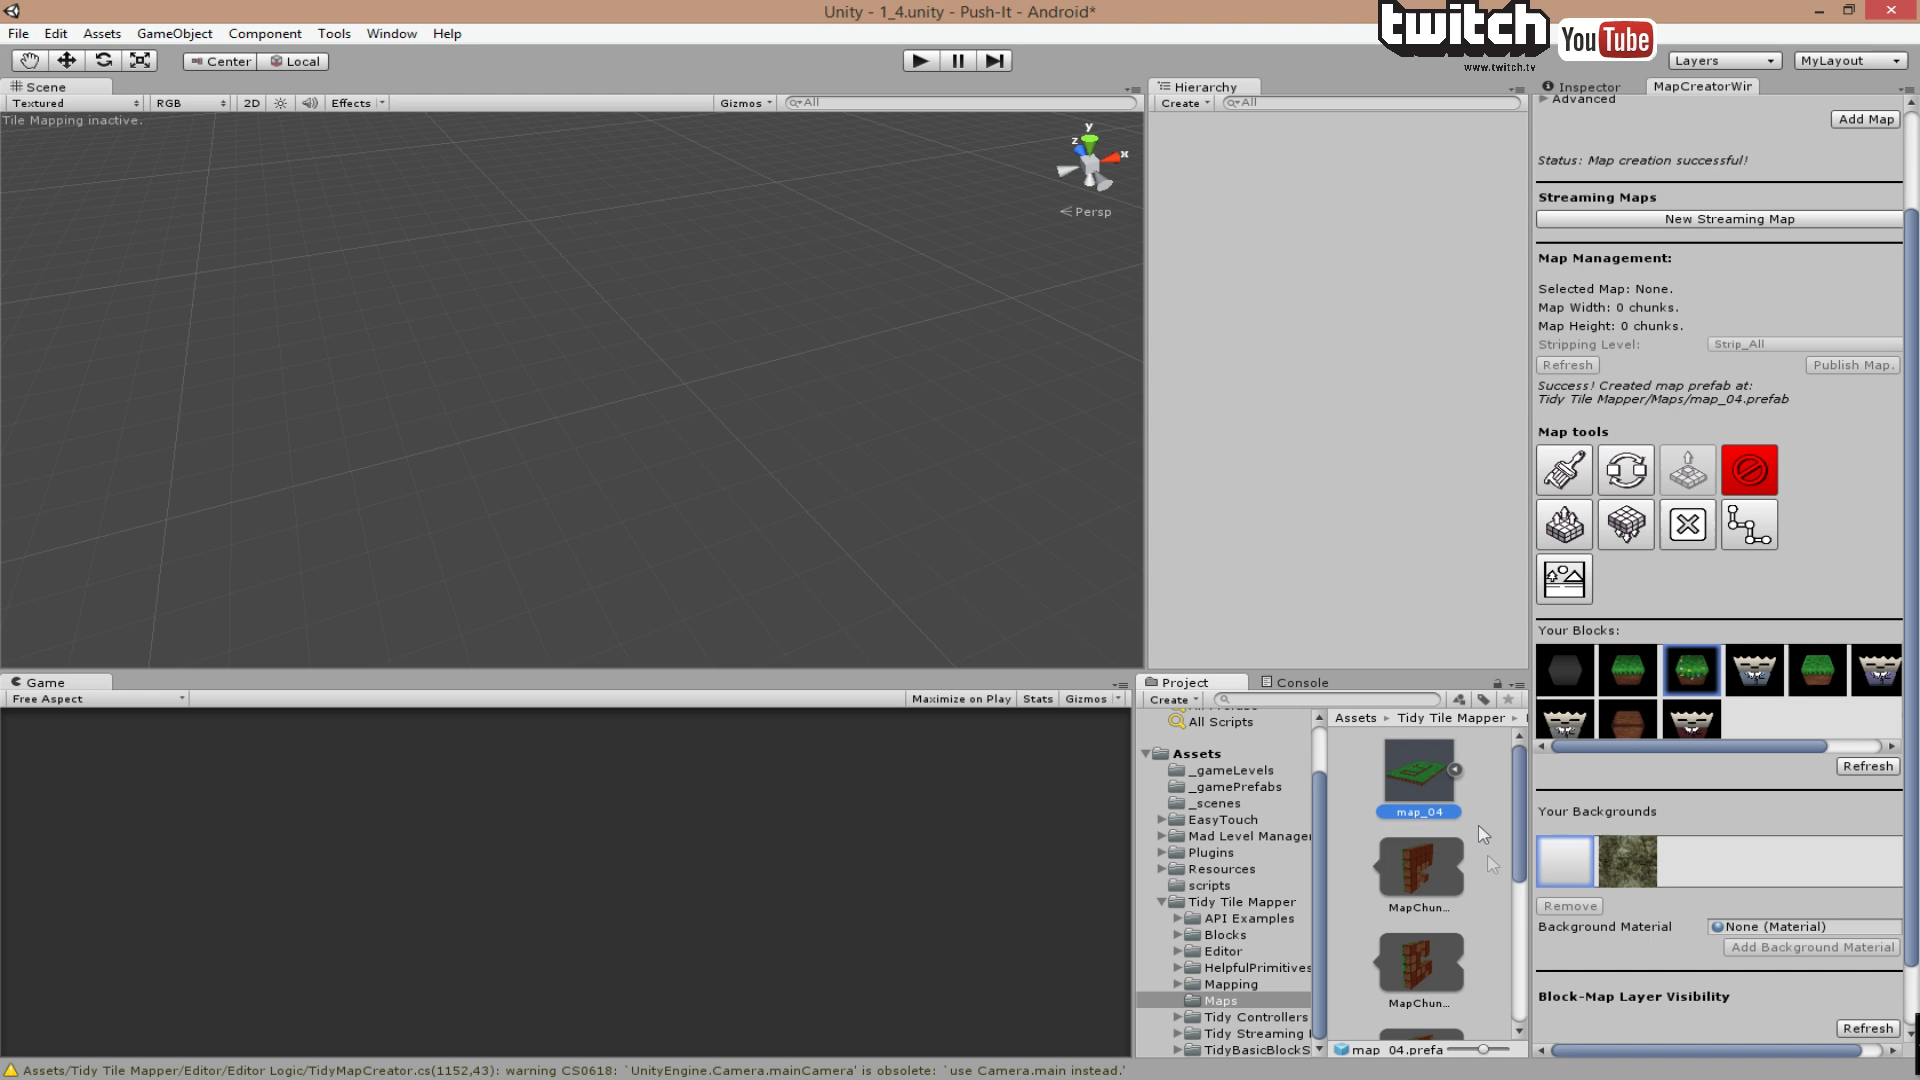 Unity - 1_4.unity - Push-It - Android*
File Edit Assets GameObject Component Tools Window Help
twitch
www.twitch.tv
You Tube
Center Local
Layers MyLayout
Scene
Textured RGB 2D Effects Gizmos All
Tile Mapping inactive.
y
z
x
Persp
Hierarchy
Create All
Inspector MapCreatorWir
Advanced
Add Map
Status: Map creation successful!
Streaming Maps
New Streaming Map
Map Management:
Selected Map: None.
Map Width: 0 chunks.
Map Height: 0 chunks.
Stripping Level: Strip_All
Refresh Publish Map.
Success! Created map prefab at:
Tidy Tile Mapper/Maps/map_04.prefab
Map tools
Your Blocks:
Refresh
Your Backgrounds
Remove
Background Material None (Material)
Add Background Material
Block-Map Layer Visibility
Refresh
Game
Free Aspect Maximize on Play Stats Gizmos
Project Console
Create
All Scripts
Assets
_gameLevels
_gamePrefabs
_scenes
EasyTouch
Mad Level Manage
Plugins
Resources
scripts
Tidy Tile Mapper
API Examples
Blocks
Editor
HelpfulPrimitives
Mapping
Maps
Tidy Controllers
Tidy Streaming
TidyBasicBlockS
Assets Tidy Tile Mapper
map_04
MapChun...
MapChun...
map_04.prefa
Assets/Tidy Tile Mapper/Editor/Editor Logic/TidyMapCreator.cs(1152,43): warning CS0618: `UnityEngine.Camera.mainCamera' is obsolete: `use Camera.main instead.'